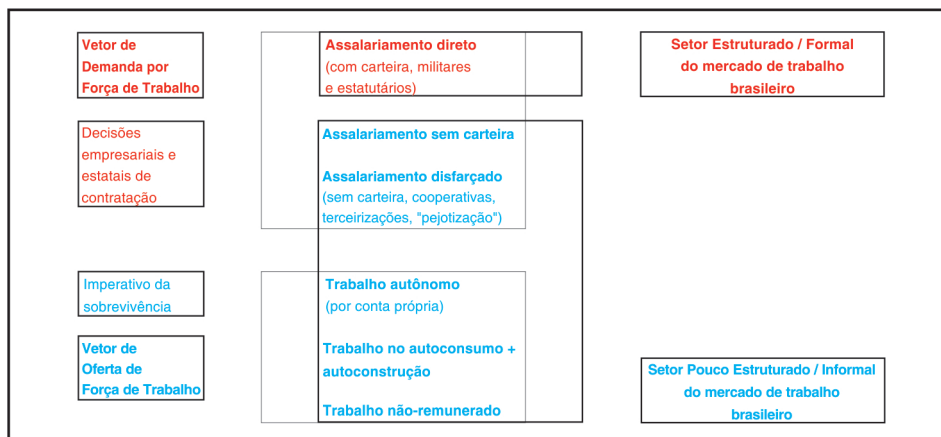 Vetor de
Demanda por
Força de Trabalho
Decisões
empresariais e
estatais de
contratação
Imperativo da
sobrevivência
Vetor de
Oferta de
Força de Trabalho
Assalariamento direto
(com carteira, militares
e estatutários)
Assalariamento sem carteira
Assalariamento disfarçado
(sem carteira, cooperativas,
terceirizações, "pejotização")
Trabalho autônomo
(por conta própria)
Trabalho no autoconsumo +
autoconstrução
Trabalho não-remunerado
Setor Estruturado / Formal
do mercado de trabalho
brasileiro
Setor Pouco Estruturado / Informal
do mercado de trabalho
brasileiro